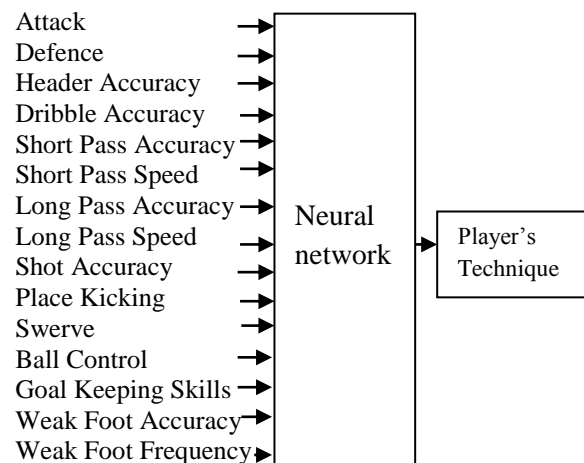 Attack
Defence
Header Accuracy
Dribble Accuracy
Short Pass Accuracy
Short Pass Speed
Long Pass Accuracy
Long Pass Speed
Shot Accuracy
Place Kicking
Swerve
Ball Control
Goal Keeping Skills
Weak Foot Accuracy
Weak Foot Frequency
Neural
network
Player's
Technique